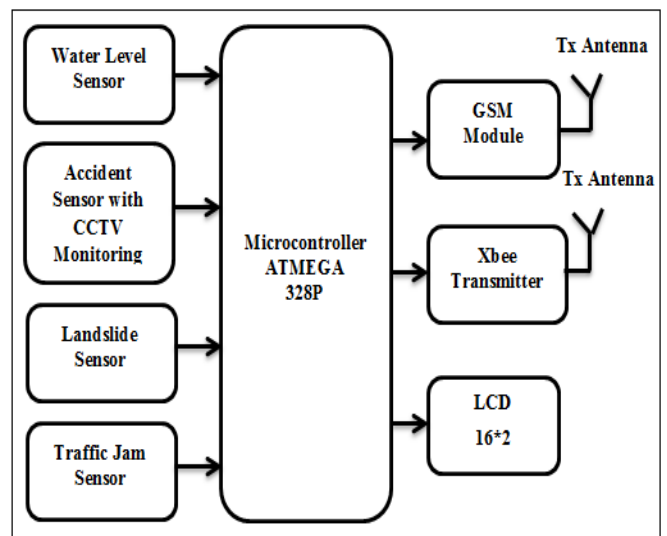 Water Level
Sensor
Accident
Sensor with
CCTV
Monitoring
Landslide
Sensor
Traffic Jam
Sensor
Microcontroller
ATMEGA
328P
Tx Antenna
GSM
Module
Tx Antenna
Xbee
Transmitter
LCD
16*2